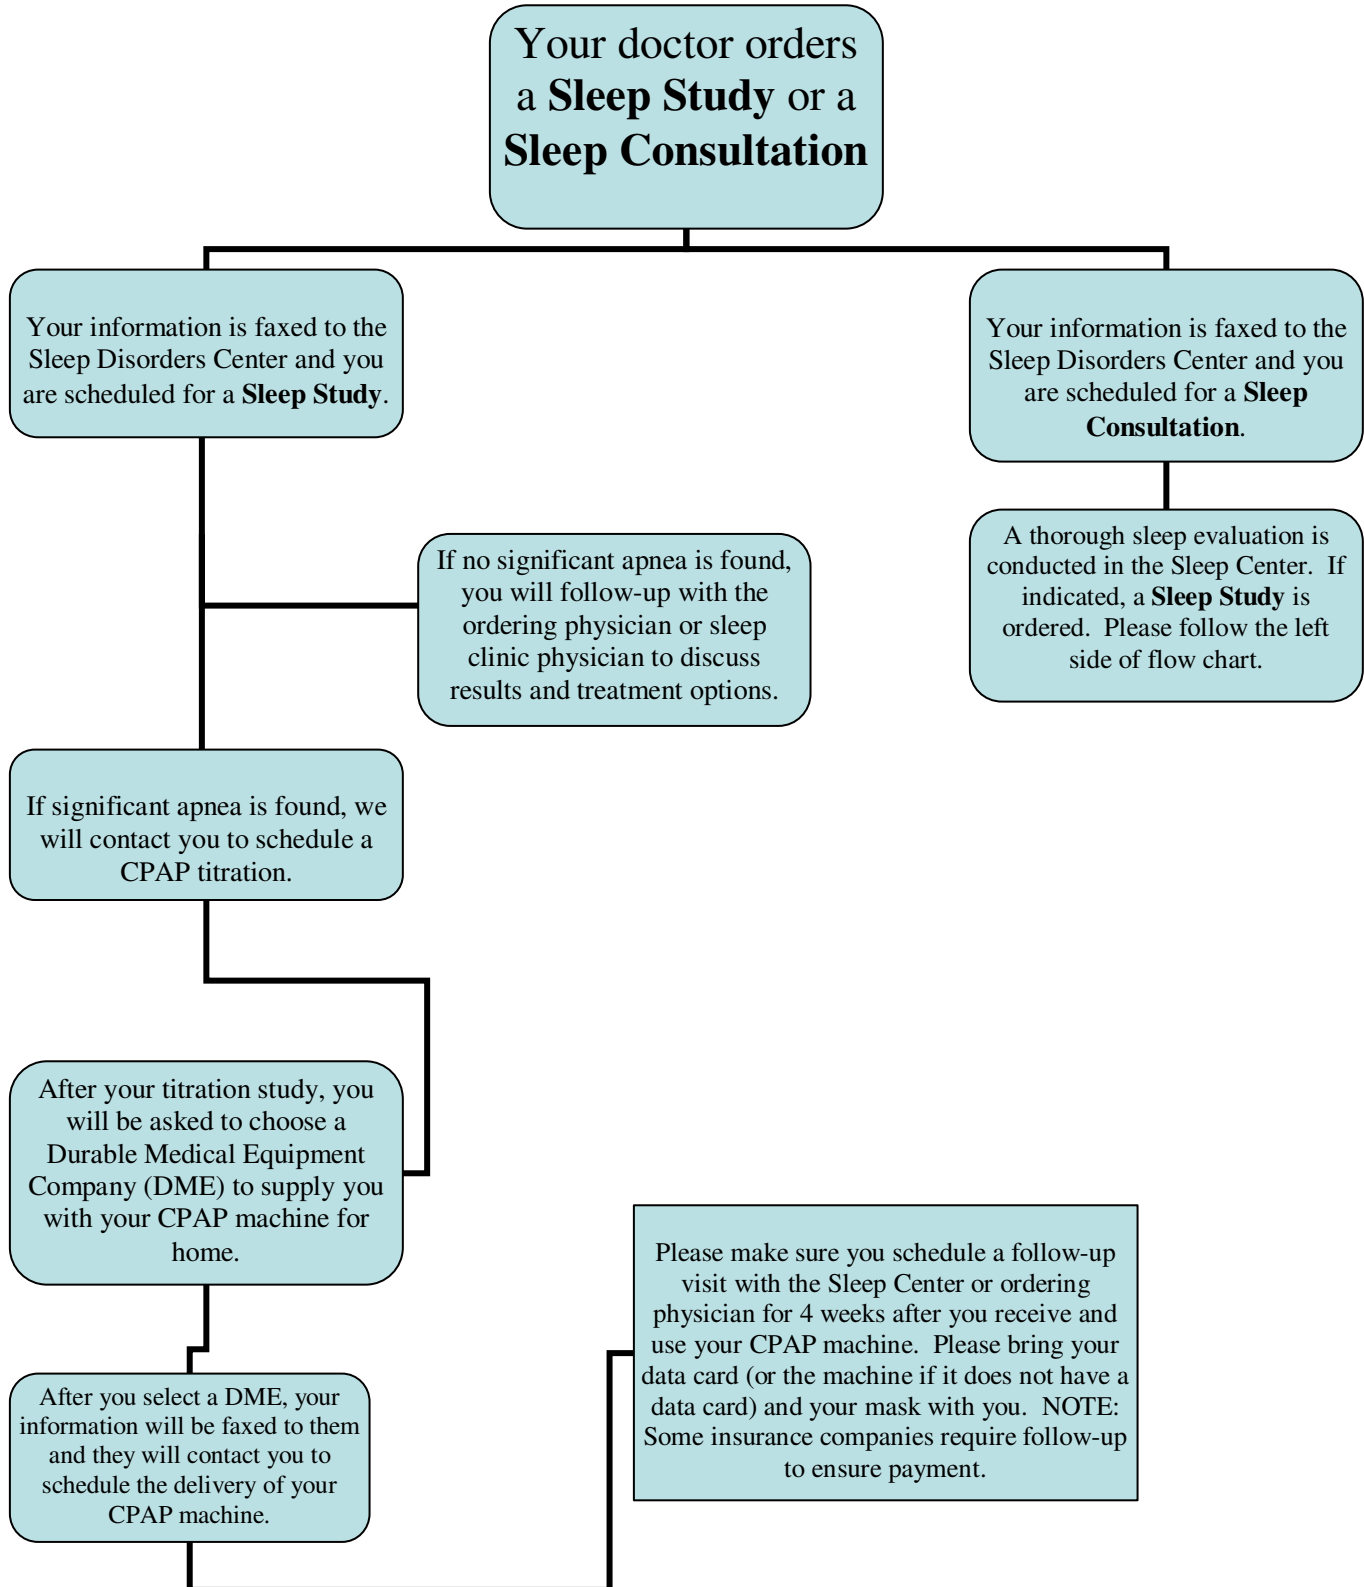 Your doctor orders
a Sleep Study or a
Sleep Consultation
Your information is faxed to the
Sleep Disorders Center and you
are scheduled for a Sleep Study.
Your information is faxed to the
Sleep Disorders Center and you
are scheduled for a Sleep
Consultation.
A thorough sleep evaluation is
conducted in the Sleep Center.  If
indicated, a Sleep Study is
ordered.  Please follow the left
side of flow chart.
If no significant apnea is found,
you will follow-up with the
ordering physician or sleep
clinic physician to discuss
results and treatment options.
If significant apnea is found, we
will contact you to schedule a
CPAP titration.
After your titration study, you
will be asked to choose a
Durable Medical Equipment
Company (DME) to supply you
with your CPAP machine for
home.
After you select a DME, your
information will be faxed to them
and they will contact you to
schedule the delivery of your
CPAP machine.
Please make sure you schedule a follow-up
visit with the Sleep Center or ordering
physician for 4 weeks after you receive and
use your CPAP machine.  Please bring your
data card (or the machine if it does not have a
data card) and your mask with you.  NOTE:
Some insurance companies require follow-up
to ensure payment.